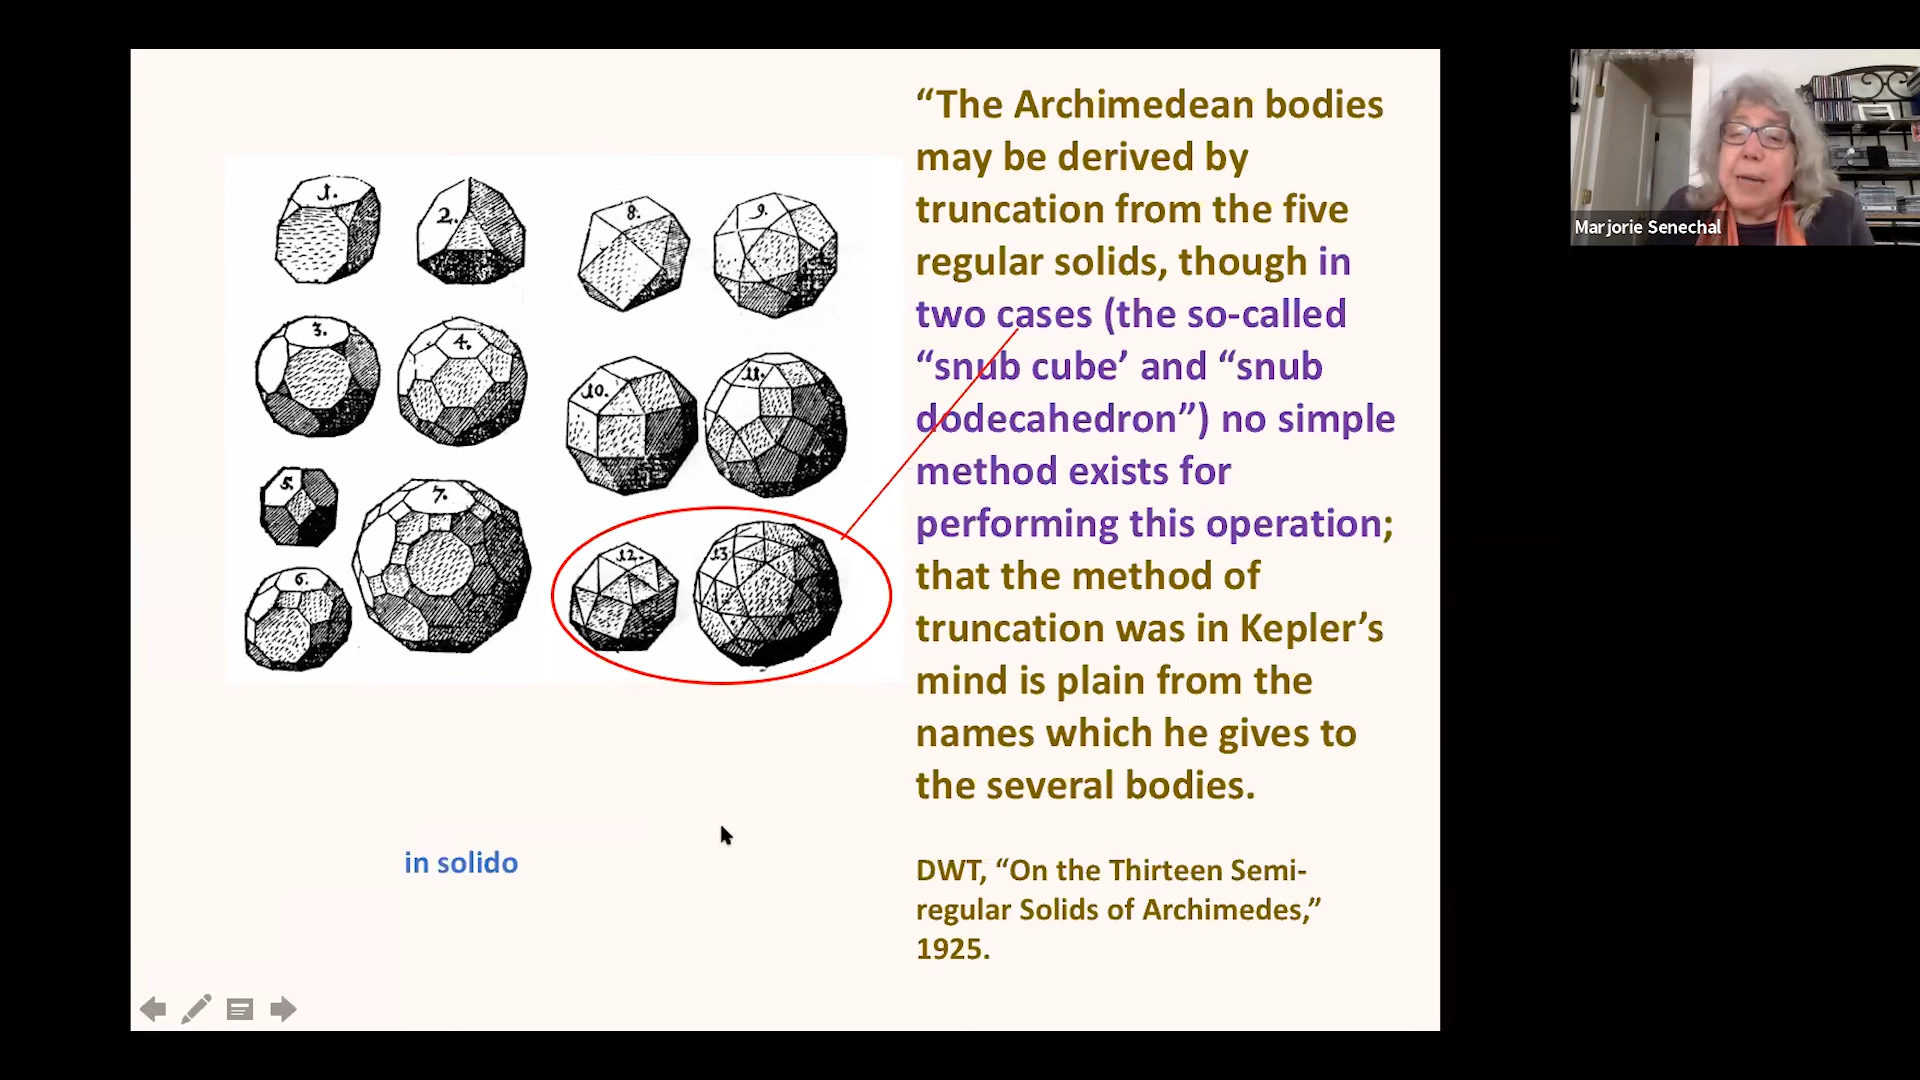 “The Archimedean bodies
may be derived by
truncation from the five
regular solids, though in
two cases (the so-called
“snub cube’ and “snub
dodecahedron”) no simple
method exists for
performing this operation;
that the method of
truncation was in Kepler’s
mind is plain from the
names which he gives to
the several bodies.
DWT, “On the Thirteen Semi-
regular Solids of Archimedes,”
1925.
1.
2.
8.
9.
3.
4.
10.
11.
5.
7.
12.
13.
6.
in solido
Marjorie Senechal